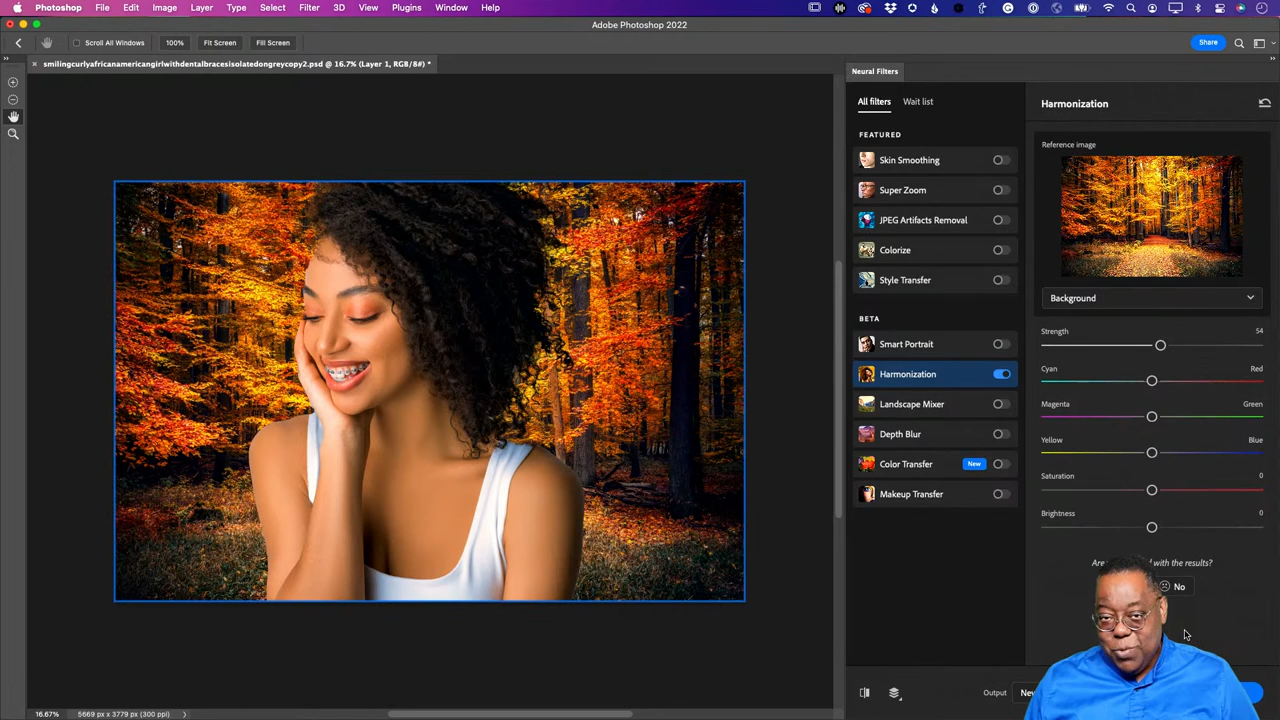 Photoshop File Edit Image Layer Type Select Filter 3D View Plugins Window Help
Adobe Photoshop 2022
Scroll All Windows 100% Fit Screen Fill Screen Share
smilingcurlyafricanamericangirlwithdentalbracesisolatedongreycopy2.psd @ 16.7% (Layer 1, RGB/8#) *
Neural Filters
All filters Wait list
FEATURED
Skin Smoothing
Super Zoom
JPEG Artifacts Removal
Colorize
Style Transfer
BETA
Smart Portrait
Harmonization
Landscape Mixer
Depth Blur
Color Transfer New
Makeup Transfer
Harmonization
Reference image
Background
Strength 54
Cyan Red
Magenta Green
Yellow Blue
Saturation 0
Brightness 0
Are with the results?
No
Output
16.67% 5669 px x 3779 px (300 ppi)